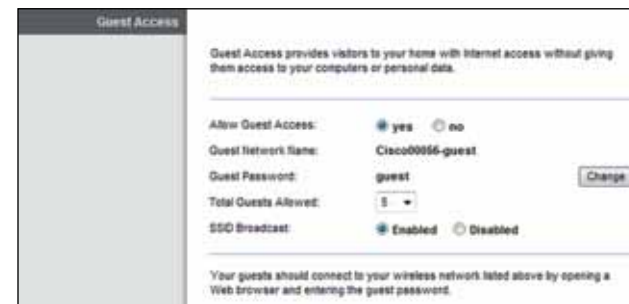 Guest Access
Guest Access provides visitors to your home with Internet access without giving
them access to your computers or personal data.
Allow Guest Access: yes no
Guest Network Name: Cisco00056-guest
Guest Password: guest Change
Total Guests Allowed: 5
SSID Broadcast: Enabled Disabled
Your guests should connect to your wireless network listed above by opening a
Web browser and entering the guest password.